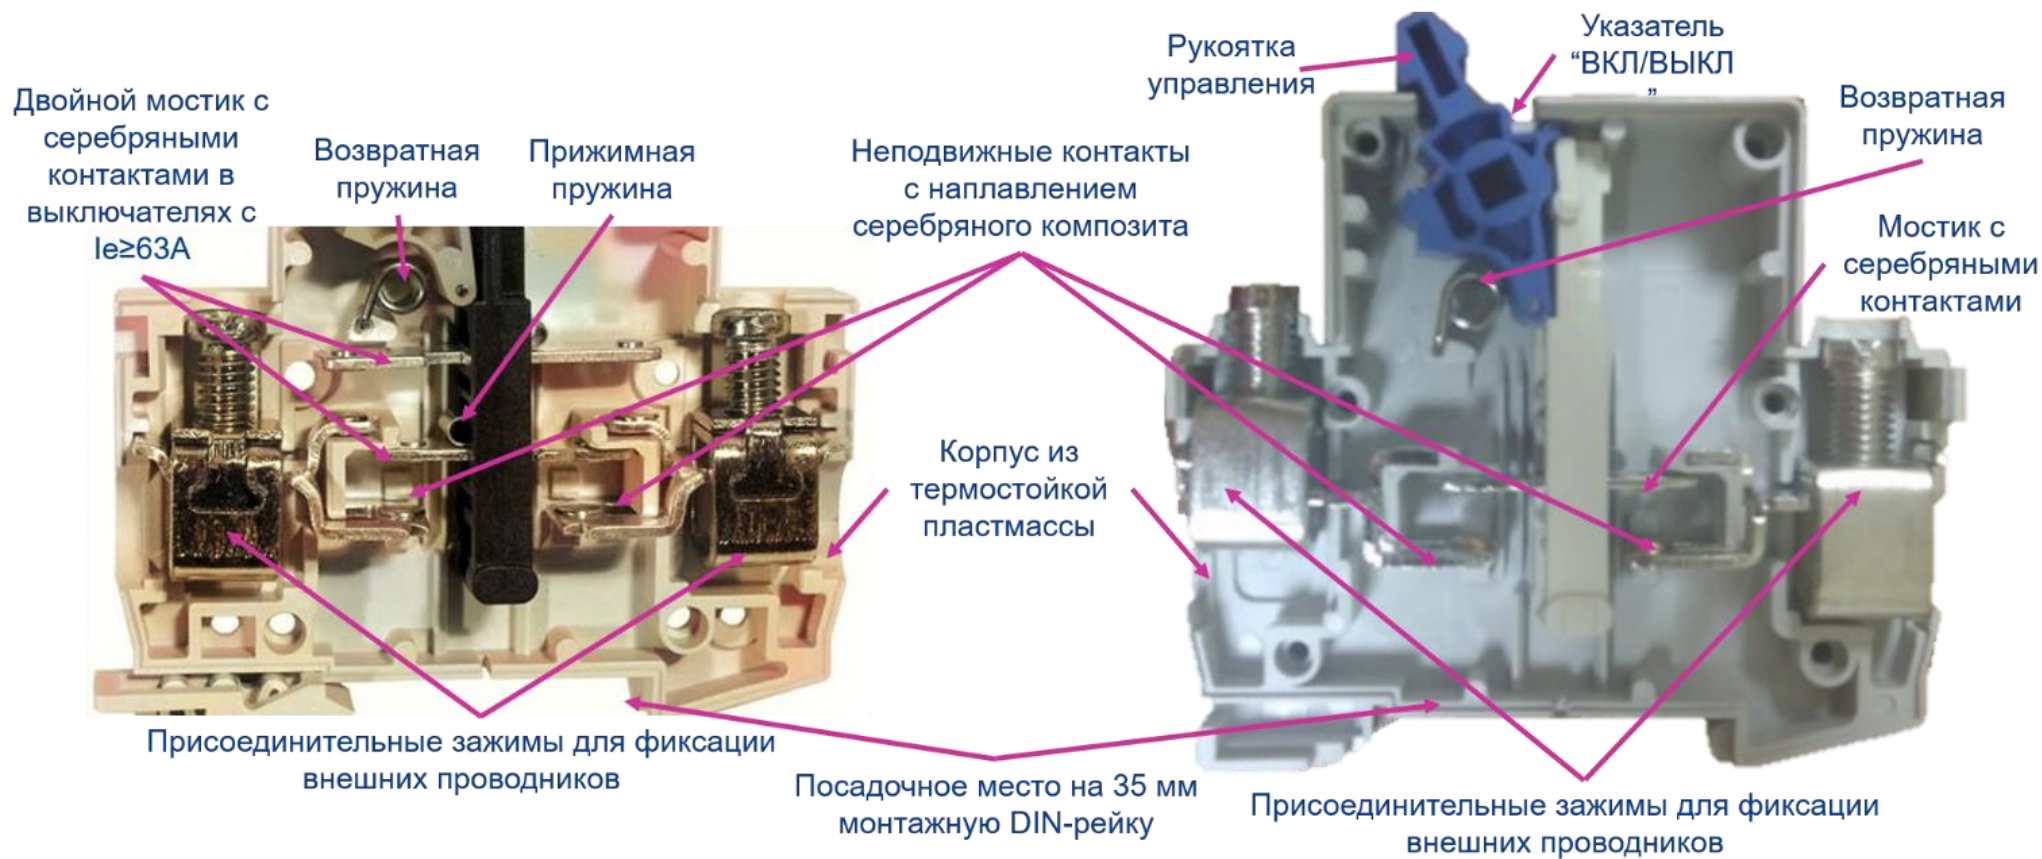 Двойной мостик с
серебряными
контактами в
выключателях с
Ie≥63А
Возвратная
пружина
Прижимная
пружина
Неподвижные контакты
с наплавлением
серебряного композита
Рукоятка
управления
Указатель
“ВКЛ/ВЫКЛ
”
Возвратная
пружина
Мостик с
серебряными
контактами
Корпус из
термостойкой
пластмассы
Присоединительные зажимы для фиксации
внешних проводников
Посадочное место на 35 мм
монтажную DIN-рейку
Присоединительные зажимы для фиксации
внешних проводников